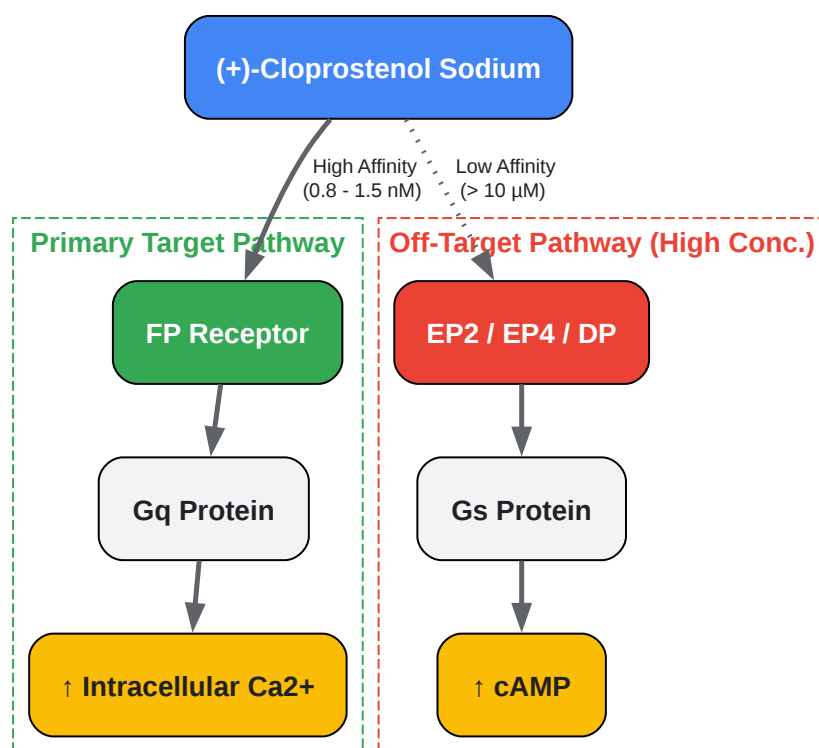 (+)-Cloprostenol Sodium
High Affinity
(0.8 - 1.5 nM)
Low Affinity
(> 10 µM)
Primary Target Pathway
Off-Target Pathway (High Conc.)
FP Receptor
EP2 / EP4 / DP
Gq Protein
Gs Protein
↑ Intracellular Ca2+
↑ cAMP